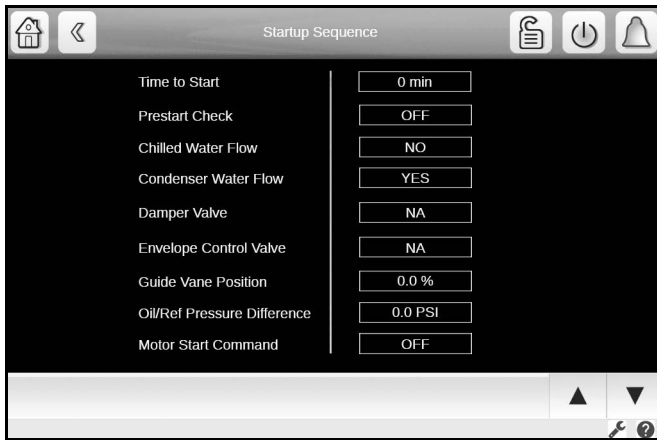 Startup Sequence
Time to Start 0 min
Prestart Check OFF
Chilled Water Flow NO
Condenser Water Flow YES
Damper Valve NA
Envelope Control Valve NA
Guide Vane Position 0.0 %
Oil/Ref Pressure Difference 0.0 PSI
Motor Start Command OFF